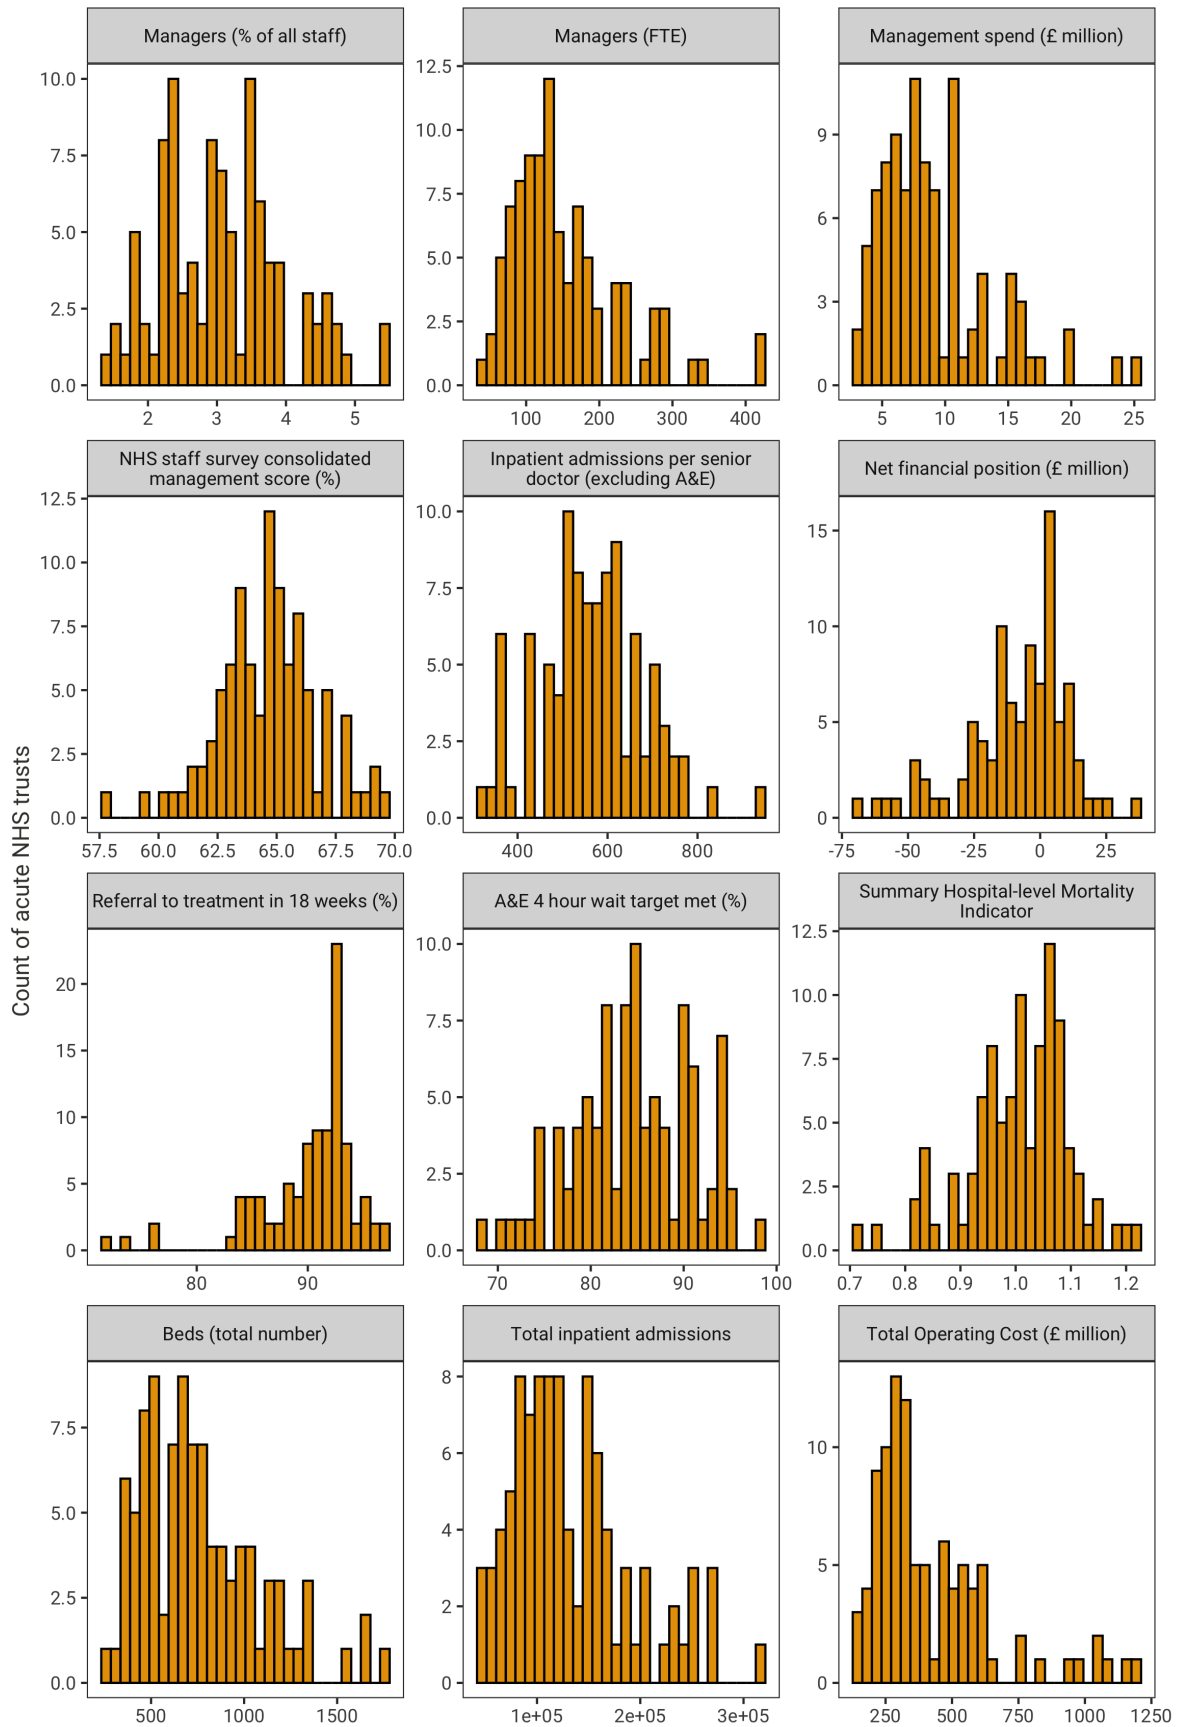 Managers (% of all staff)
Managers (FTE)
Management spend (£ million)
10.0
7.5
5.0
2.5
0.0
2 3 4 5
12.5
10.0
7.5
5.0
2.5
0.0
100 200 300 400
9
6
3
0
5 10 15 20 25
NHS staff survey consolidated
management score (%)
Inpatient admissions per senior
doctor (excluding A&E)
Net financial position (£ million)
12.5
10.0
7.5
5.0
2.5
0.0
57.5 60.0 62.5 65.0 67.5 70.0
10.0
7.5
5.0
2.5
0.0
400 600 800
15
10
5
0
-75 -50 -25 0 25
Count of acute NHS trusts
Referral to treatment in 18 weeks (%)
A&E 4 hour wait target met (%)
Summary Hospital-level Mortality
Indicator
20
15
10
5
0
80 90
10.0
7.5
5.0
2.5
0.0
70 80 90 100
12.5
10.0
7.5
5.0
2.5
0.0
0.7 0.8 0.9 1.0 1.1 1.2
Beds (total number)
Total inpatient admissions
Total Operating Cost (£ million)
7.5
5.0
2.5
0.0
500 1000 1500
8
6
4
2
0
1e+05 2e+05 3e+05
10
5
0
250 500 750 1000 1250